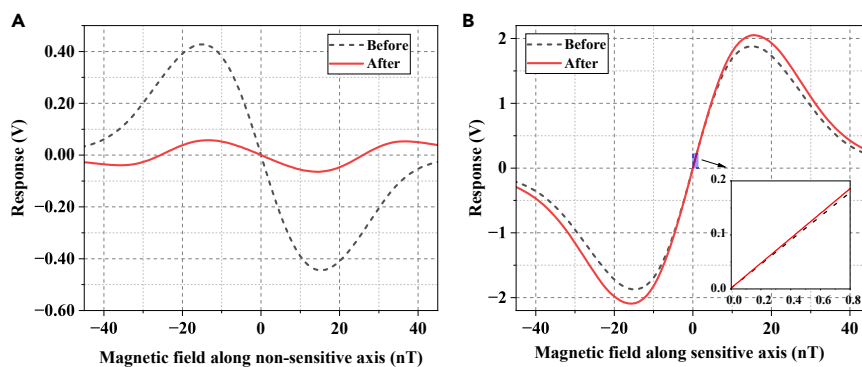 A
Response (V)
0.40
0.20
0.00
−0.20
−0.40
−0.60
−40
−20
0
20
40
Before
After
Magnetic field along non-sensitive axis (nT)
B
Response (V)
2
1
0
−1
−2
−40
−20
0
20
40
Before
After
0.2
0.1
0.0
0.0
0.2
0.4
0.6
0.8
Magnetic field along sensitive axis (nT)